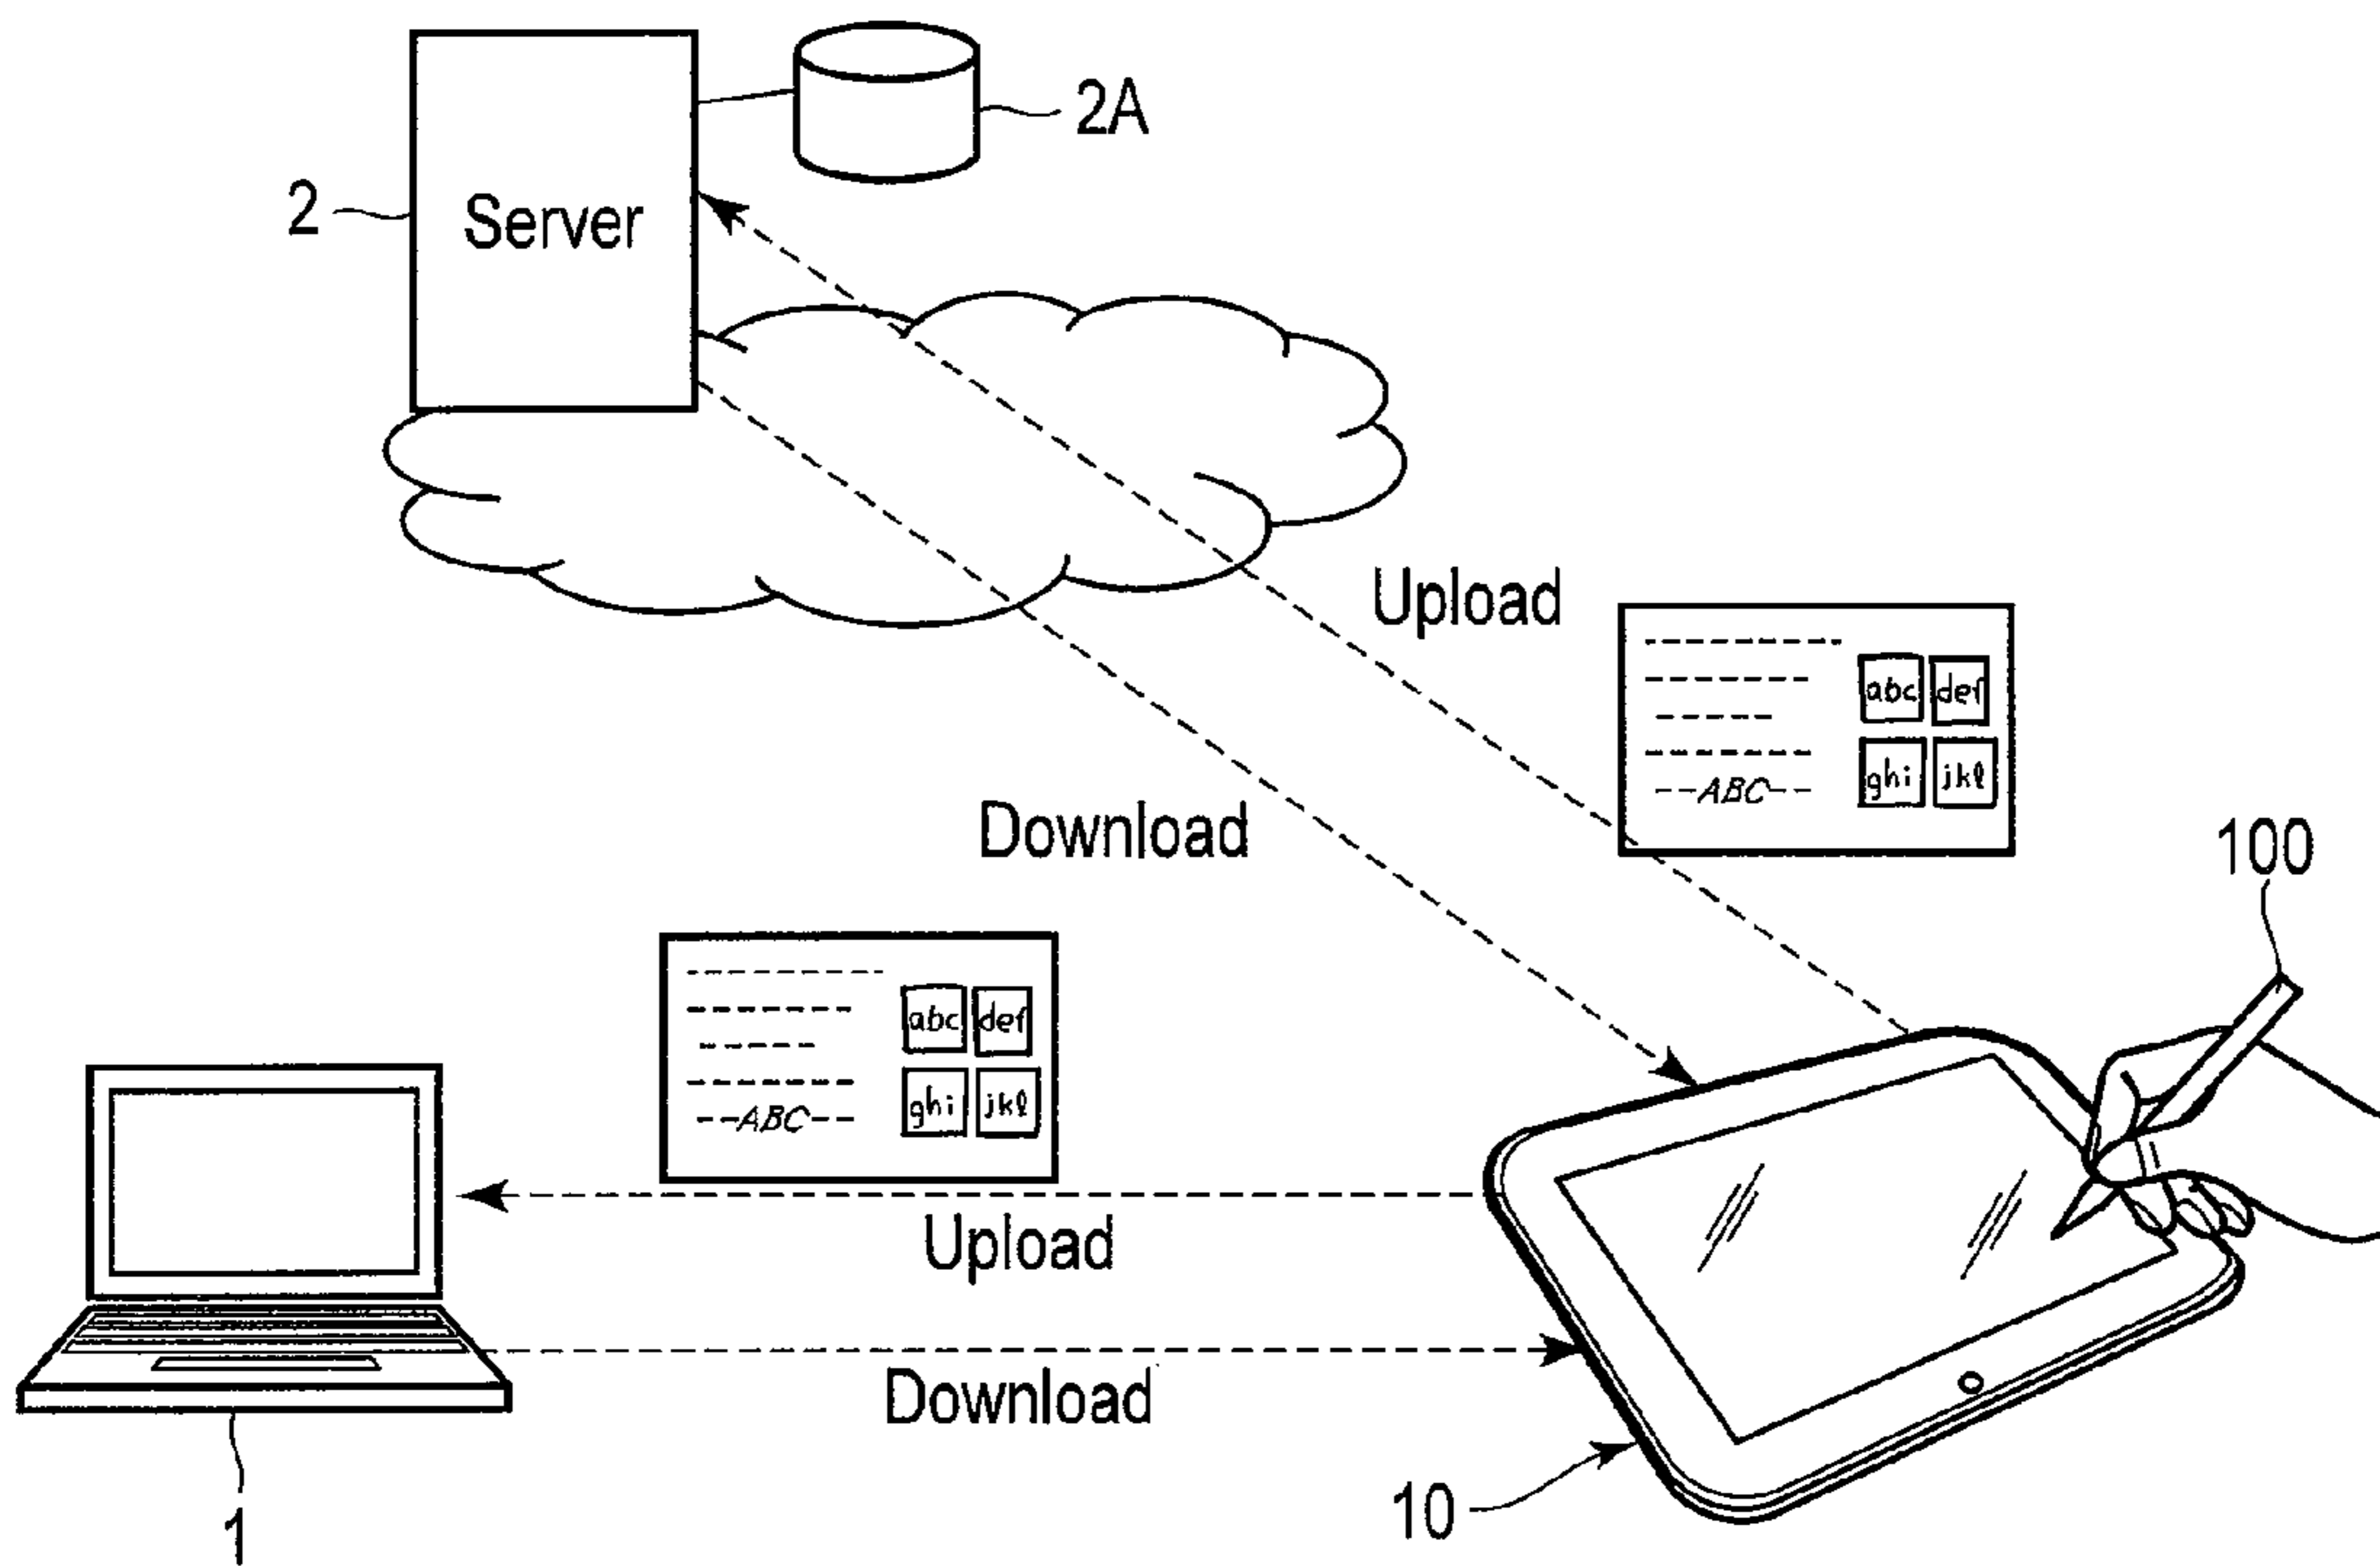 2A
2
Server
Upload
abc def
ghi jkl
--ABC--
Download
100
abc def
ghi jkl
--ABC--
Upload
Download
10
1